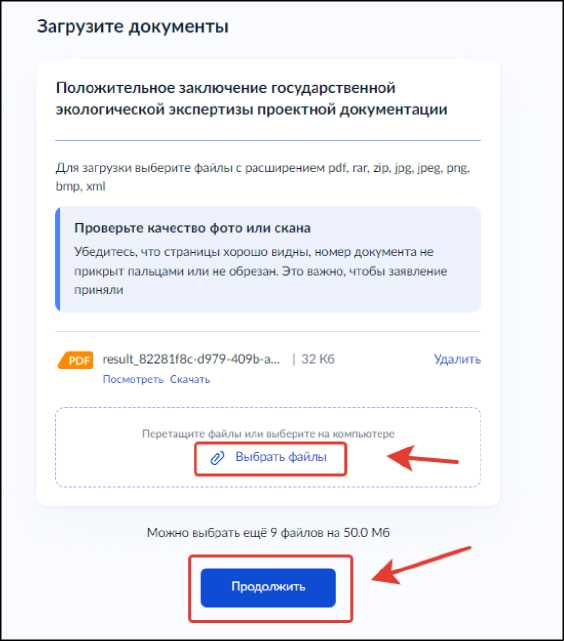 Загрузите документы
Положительное заключение государственной
экологической экспертизы проектной документации
Для загрузки выберите файлы с расширением pdf, rar, zip, jpg, jpeg, png,
bmp, xml
Проверьте качество фото или скана
Убедитесь, что страницы хорошо видны, номер документа не
прикрыт пальцами или не обрезан. Это важно, чтобы заявление
приняли
PDF result_82281f8c-d979-409b-a... | 32 Кб Удалить
Посмотреть Скачать
Перетащите файлы или выберите на компьютере
Выбрать файлы
Можно выбрать ещё 9 файлов на 50.0 Мб
Продолжить